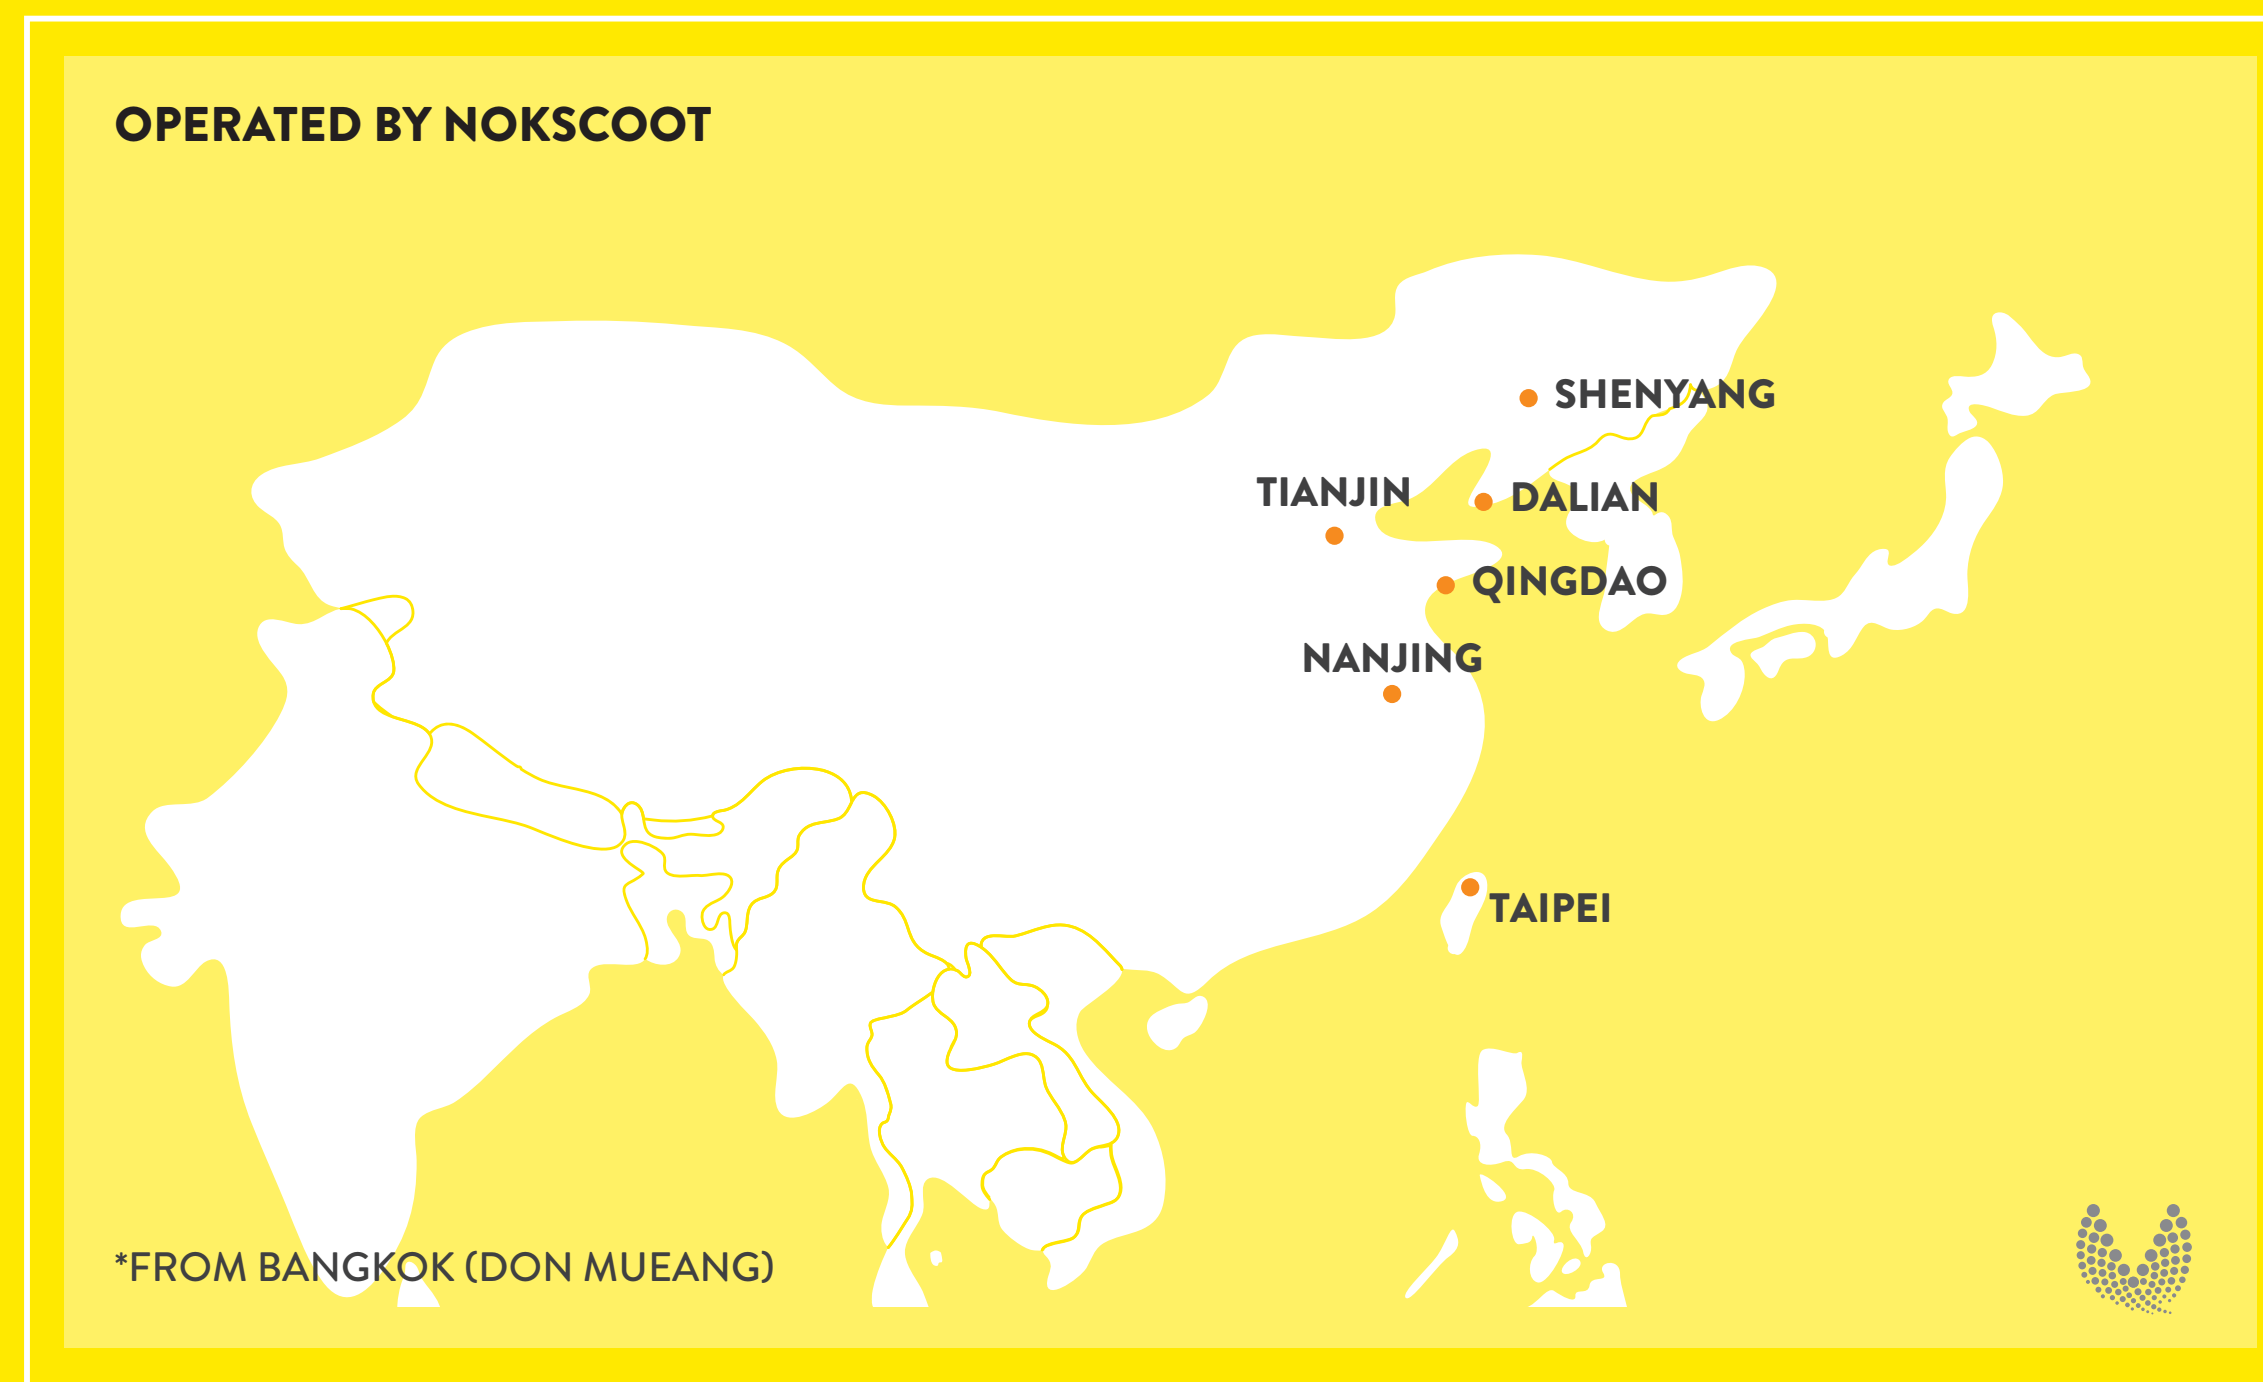 OPERATED BY NOKSCOOT
SHENYANG
TIANJIN
DALIAN
QINGDAO
NANJING
TAIPEI
*FROM BANGKOK (DON MUEANG)